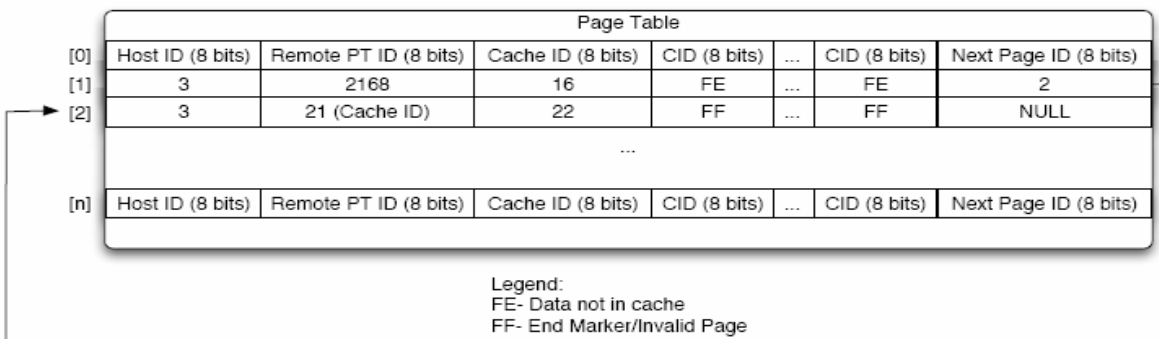 Page Table
[0] Host ID (8 bits) Remote PT ID (8 bits) Cache ID (8 bits) CID (8 bits) ... CID (8 bits) Next Page ID (8 bits)
[1] 3 2168 16 FE ... FE 2
[2] 3 21 (Cache ID) 22 FF ... FF NULL
...
[n] Host ID (8 bits) Remote PT ID (8 bits) Cache ID (8 bits) CID (8 bits) ... CID (8 bits) Next Page ID (8 bits)
Legend:
FE- Data not in cache
FF- End Marker/Invalid Page